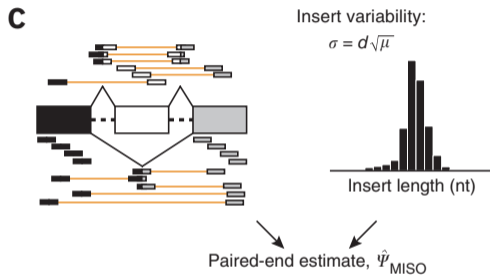 C
Insert variability:
σ = d√μ
Insert length (nt)
Paired-end estimate, Ψ̂MISO